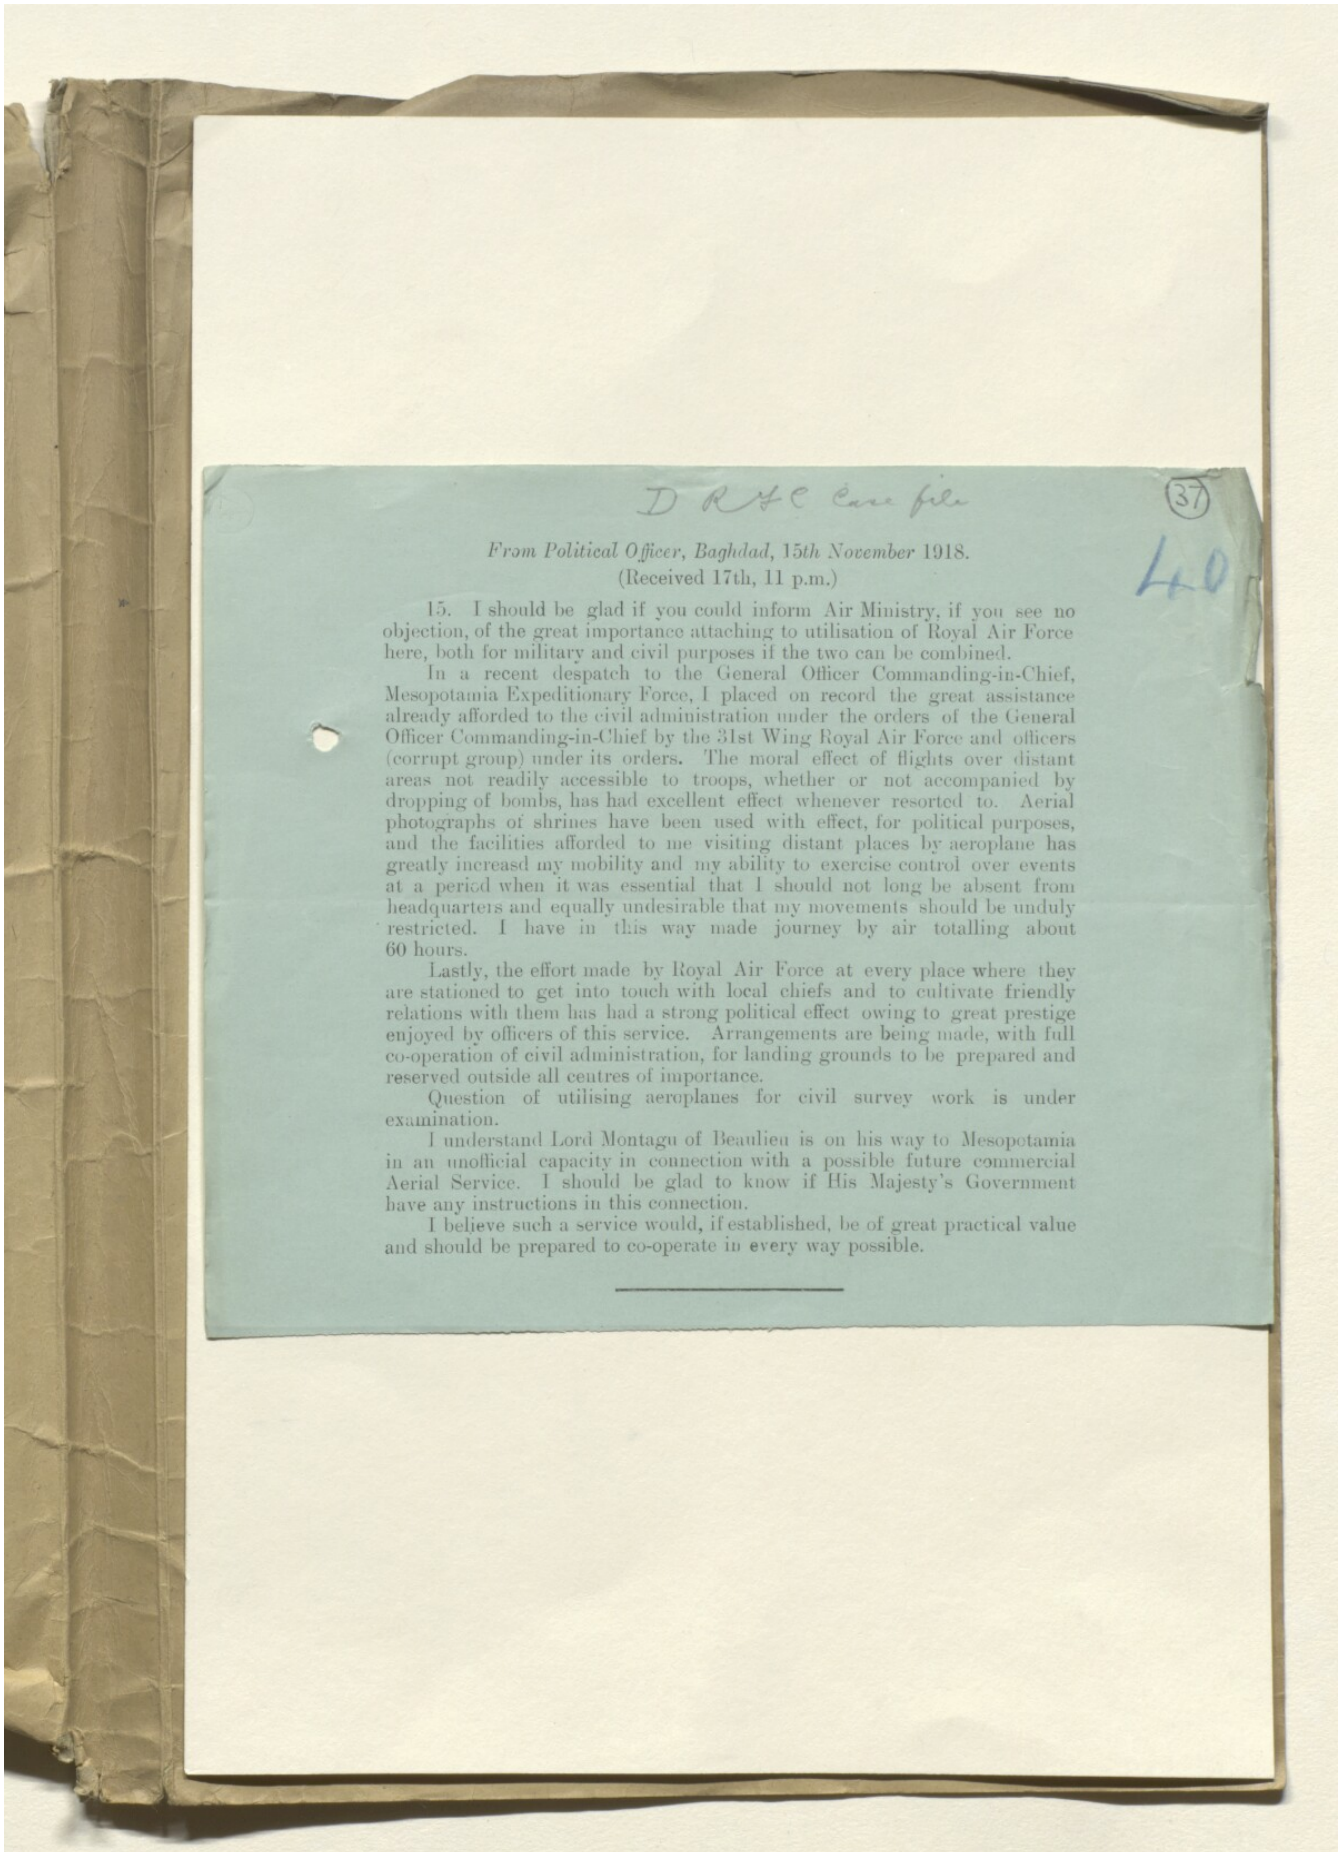 D R & C Case file
37
40
From Political Officer, Baghdad, 15th November 1918.
(Received 17th, 11 p.m.)
15. I should be glad if you could inform Air Ministry, if you see no
objection, of the great importance attaching to utilisation of Royal Air Force
here, both for military and civil purposes if the two can be combined.
In a recent despatch to the General Officer Commanding-in-Chief,
Mesopotamia Expeditionary Force, I placed on record the great assistance
already afforded to the civil administration under the orders of the General
Officer Commanding-in-Chief by the 31st Wing Royal Air Force and officers
(corrupt group) under its orders. The moral effect of flights over distant
areas not readily accessible to troops, whether or not accompanied by
dropping of bombs, has had excellent effect whenever resorted to. Aerial
photographs of shrines have been used with effect, for political purposes,
and the facilities afforded to me visiting distant places by aeroplane has
greatly increasd my mobility and my ability to exercise control over events
at a period when it was essential that I should not long be absent from
headquarters and equally undesirable that my movements should be unduly
restricted. I have in this way made journey by air totalling about
60 hours.
Lastly, the effort made by Royal Air Force at every place where they
are stationed to get into touch with local chiefs and to cultivate friendly
relations with them has had a strong political effect owing to great prestige
enjoyed by officers of this service. Arrangements are being made, with full
co-operation of civil administration, for landing grounds to be prepared and
reserved outside all centres of importance.
Question of utilising aeroplanes for civil survey work is under
examination.
I understand Lord Montagu of Beaulieu is on his way to Mesopotamia
in an unofficial capacity in connection with a possible future commercial
Aerial Service. I should be glad to know if His Majesty's Government
have any instructions in this connection.
I believe such a service would, if established, be of great practical value
and should be prepared to co-operate in every way possible.